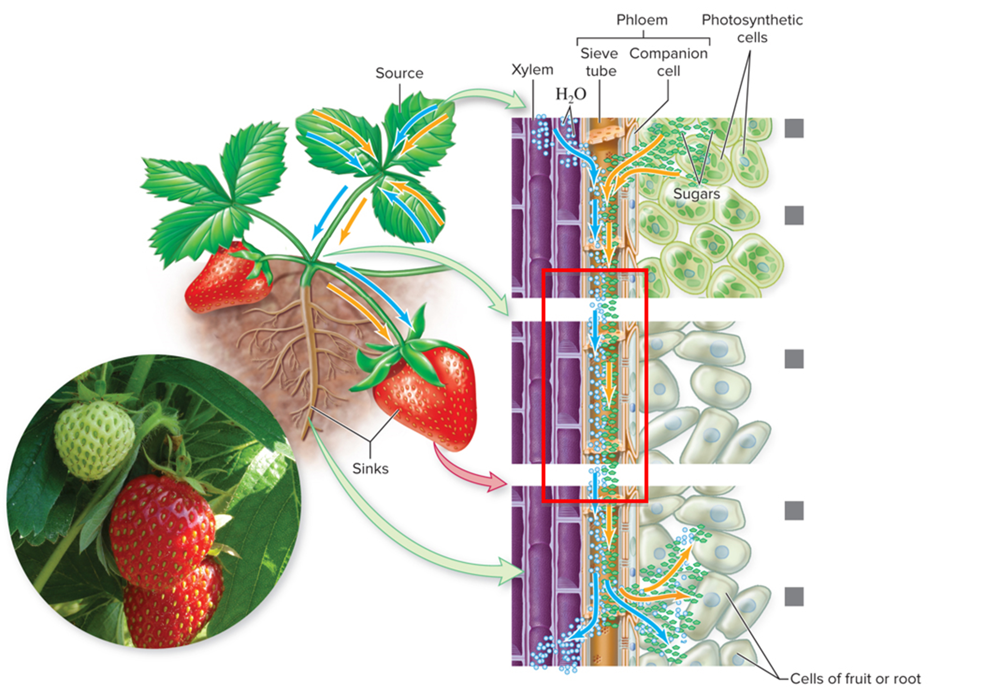 Phloem
Photosynthetic
cells
Sieve
tube
Companion
cell
Xylem
Source
H₂O
Sugars
Sinks
Cells of fruit or root